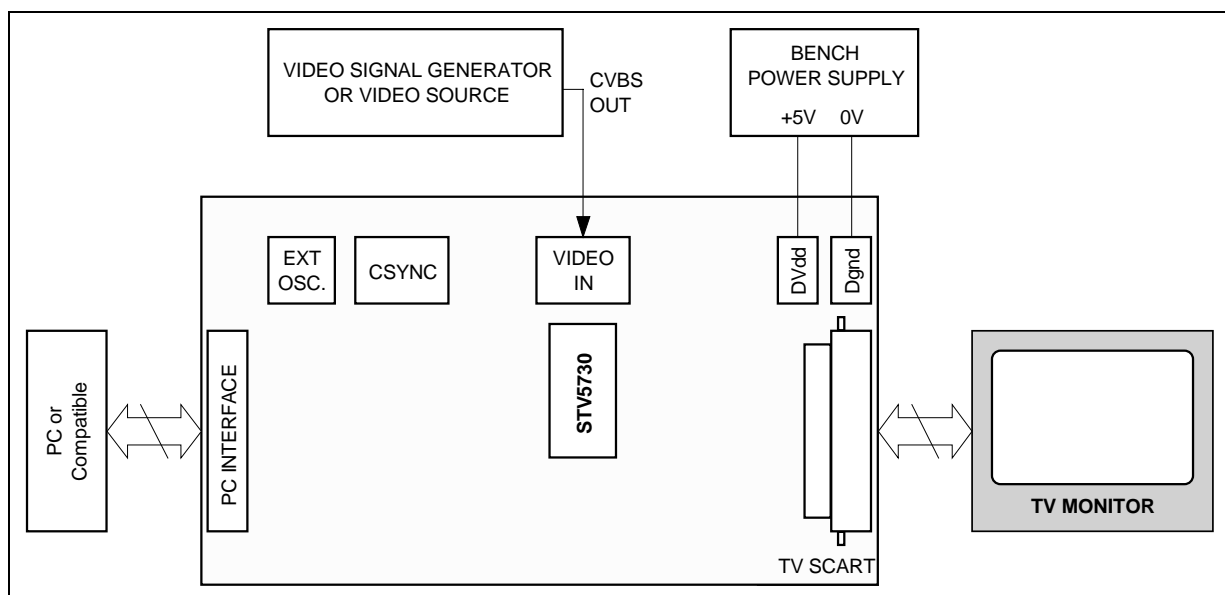 VIDEO SIGNAL GENERATOR
OR VIDEO SOURCE
CVBS
OUT
BENCH
POWER SUPPLY
+5V 0V
EXT
OSC.
CSYNC
VIDEO
IN
DVdd
Dgnd
PC or
Compatible
PC INTERFACE
STV5730
TV SCART
TV MONITOR